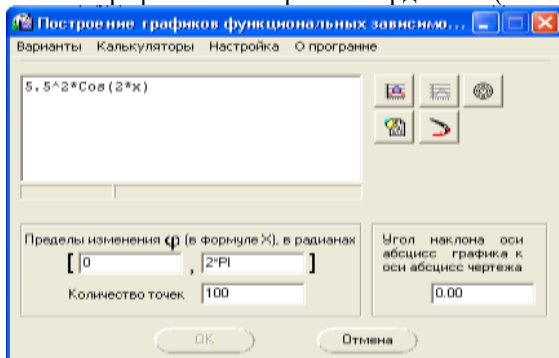 Построение графиков функциональных зависимо...
Варианты Калькуляторы Настройка О программе
5.5^2*Cos(2*x)
Пределы изменения φ (в формуле X), в радианах
[ 0 , 2*PI ]
Количество точек 100
Угол наклона оси
абсцисс графика к
оси абсцисс чертежа
0.00
OK Отмена